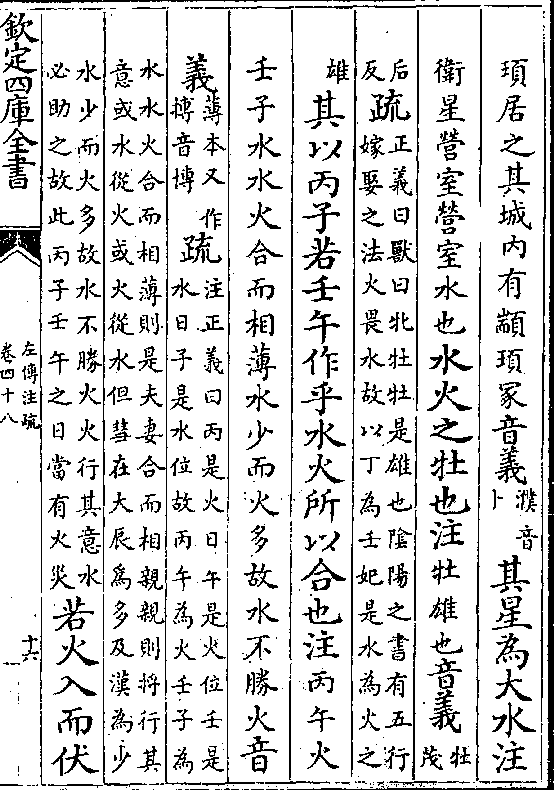 頊居之其城内有顓頊冢音義濮音
卜
其星為大水注
衛星營室營室水也水火之牡也注牡雄也音義牡
茂
后
反
疏正義曰獸曰牝牡牡是雄也陰陽之書有五行
嫁娶之法火畏水故以丁為壬妃是水為火之
雄
其以丙子若壬午作乎水火所以合也注丙午火
壬子水水火合而相薄水少而火多故水不勝火音
義薄本又作
摶音博
疏注正義曰丙是火日午是火位壬是
水日子是水位故丙午為火壬子為
水水火合而相薄則是夫妻合而相親親則將行其
意或水從火或火從水但彗在大辰為多及漢為少
水少而火多故水不勝火火行其意水
必助之故此丙子壬午之日當有火災
若火入而伏
欽定四庫全書
左傳注疏
卷四十八
十六